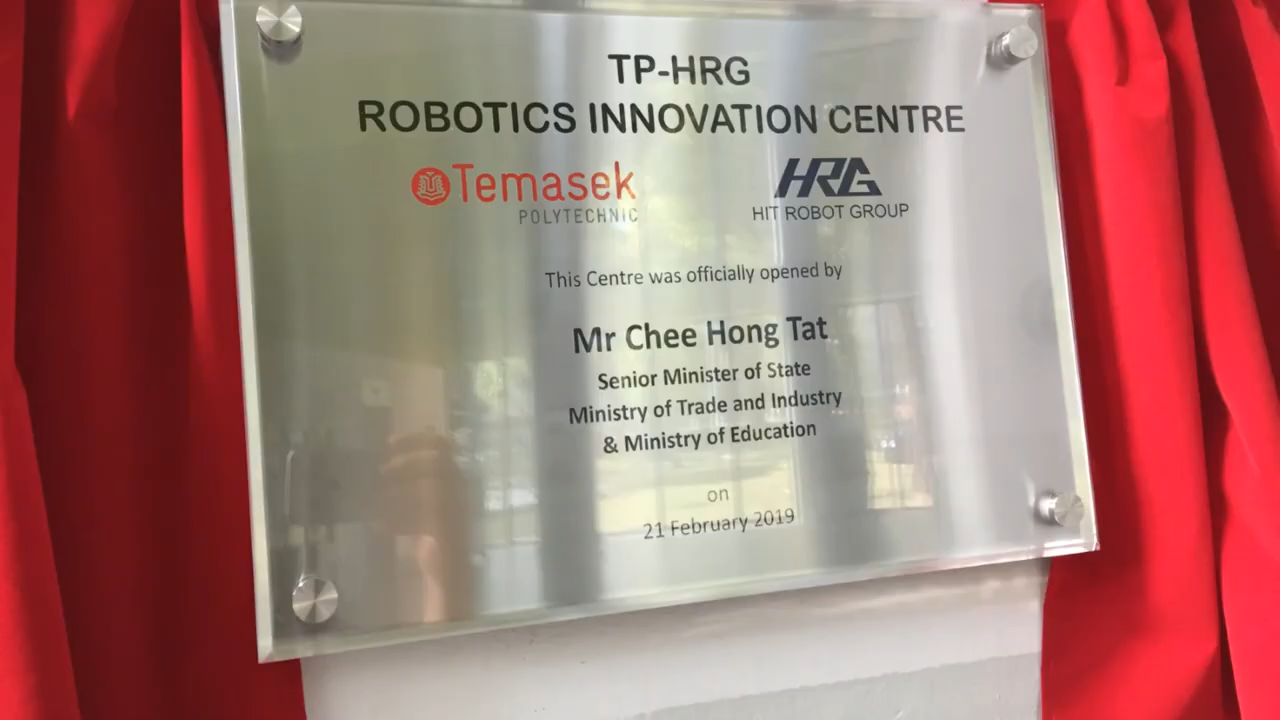 TP-HRG
ROBOTICS INNOVATION CENTRE
Temasek
POLYTECHNIC
HRG
HIT ROBOT GROUP
This Centre was officially opened by
Mr Chee Hong Tat
Senior Minister of State
Ministry of Trade and Industry
& Ministry of Education
on
21 February 2019